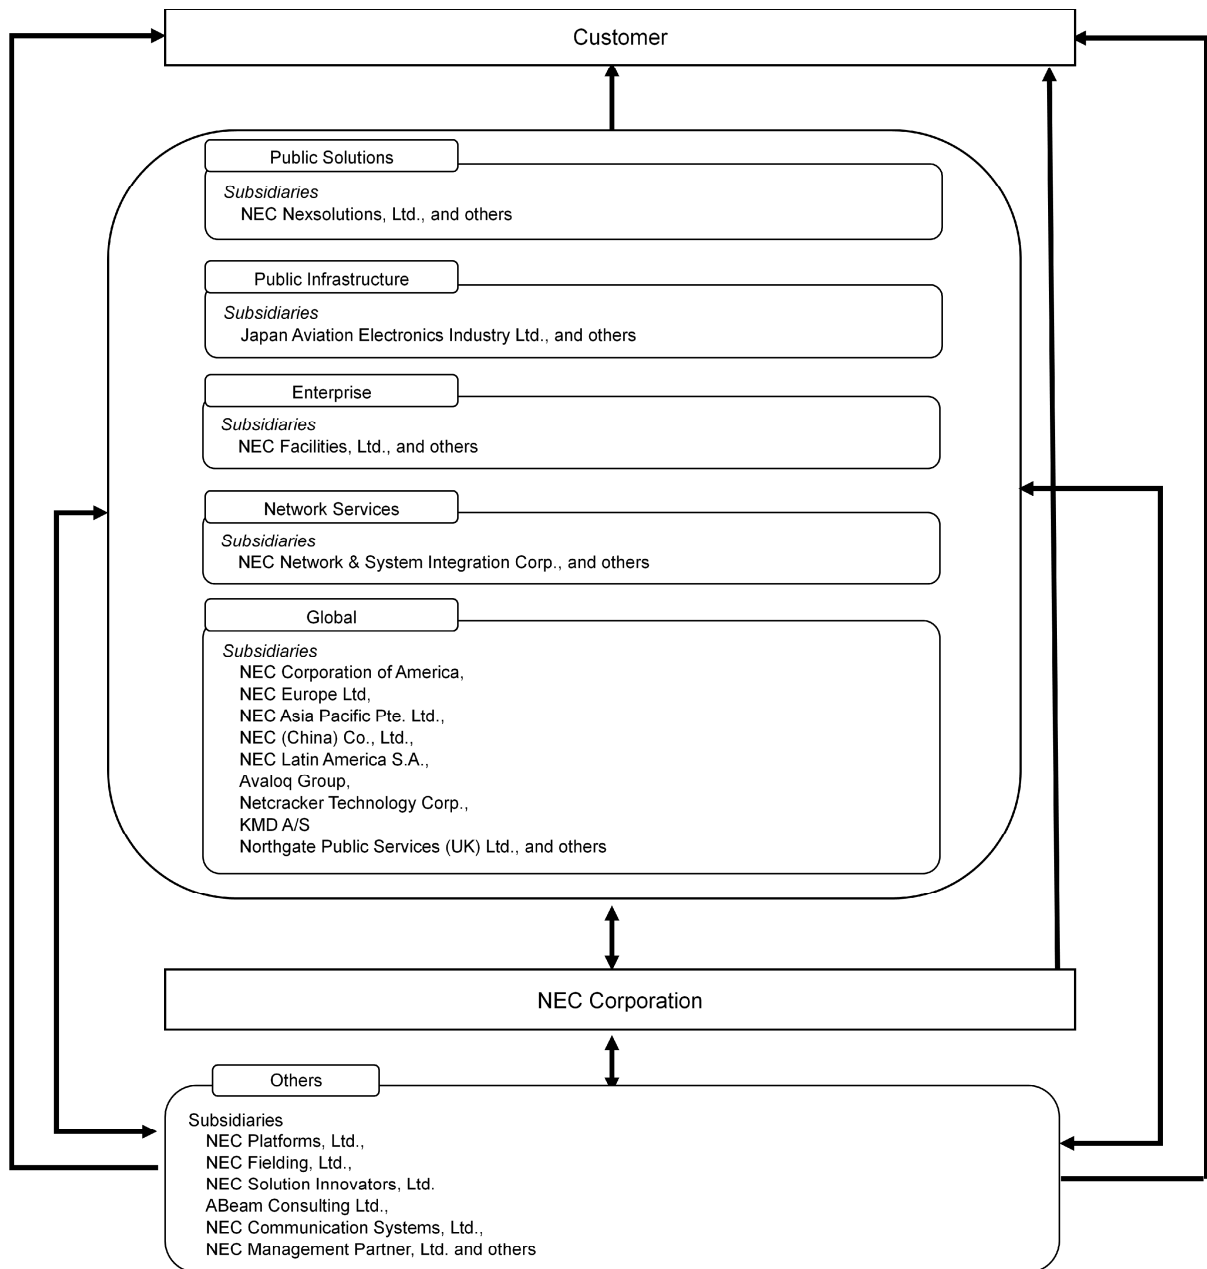 Customer
Public Solutions
Subsidiaries
NEC Nexsolutions, Ltd., and others
Public Infrastructure
Subsidiaries
Japan Aviation Electronics Industry Ltd., and others
Enterprise
Subsidiaries
NEC Facilities, Ltd., and others
Network Services
Subsidiaries
NEC Network & System Integration Corp., and others
Global
Subsidiaries
NEC Corporation of America,
NEC Europe Ltd,
NEC Asia Pacific Pte. Ltd.,
NEC (China) Co., Ltd.,
NEC Latin America S.A.,
Avaloq Group,
Netcracker Technology Corp.,
KMD A/S
Northgate Public Services (UK) Ltd., and others
NEC Corporation
Others
Subsidiaries
NEC Platforms, Ltd.,
NEC Fielding, Ltd.,
NEC Solution Innovators, Ltd.
ABeam Consulting Ltd.,
NEC Communication Systems, Ltd.,
NEC Management Partner, Ltd. and others